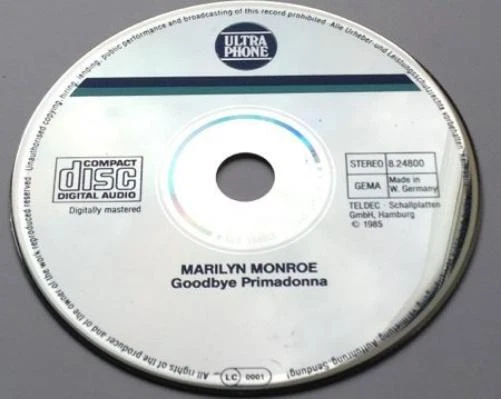 Unauthorised copying, hiring, lending, public performance and broadcasting of this record prohibited. Alle Urheber-und Leistungsschutzrechte vorbehalten.
ULTRA
PHONE
COMPACT
disc
DIGITAL AUDIO
Digitally mastered
STEREO 8.24800
GEMA Made in
W. Germany
TELDEC · Schallplatten
GmbH, Hamburg
© 1985
MARILYN MONROE
Goodbye Primadonna
Aufführung, Sendung!
LC 0001
All rights of the producer and of the owner of the work reproduced reserved.